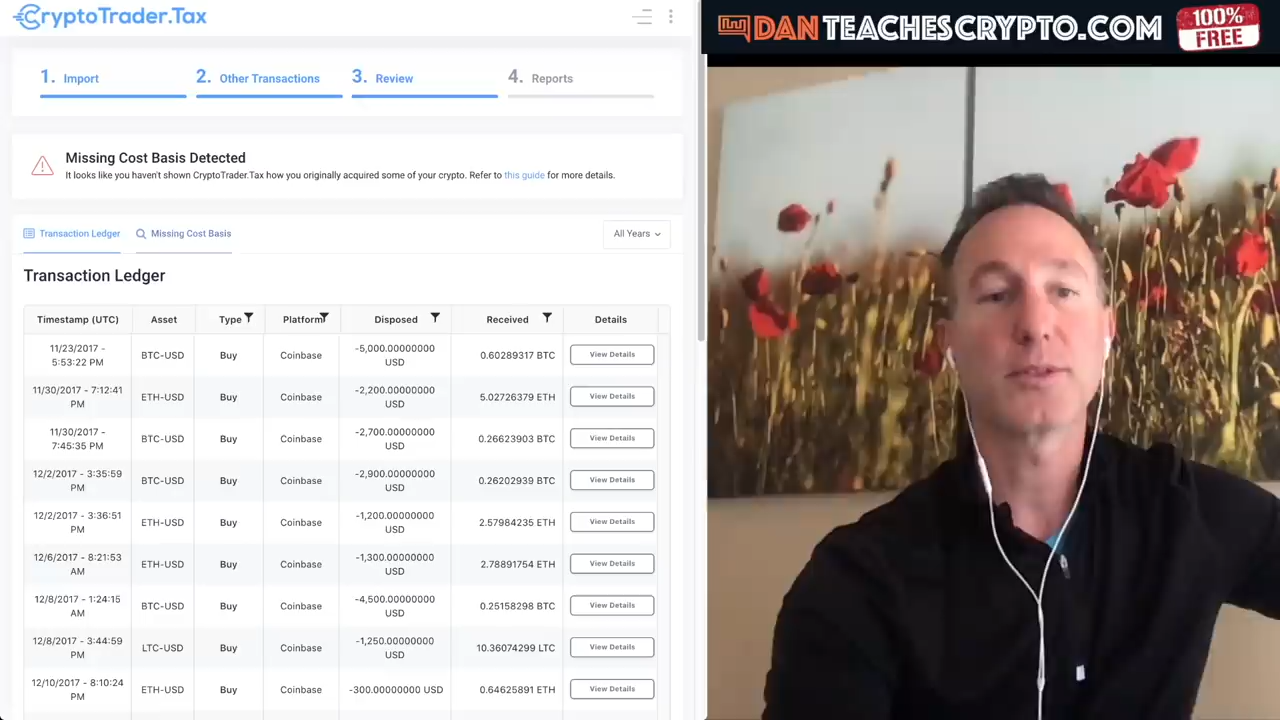 CryptoTrader.Tax
1. Import
2. Other Transactions
3. Review
4. Reports
Missing Cost Basis Detected
It looks like you haven't shown CryptoTrader.Tax how you originally acquired some of your crypto. Refer to this guide for more details.
Transaction Ledger
Missing Cost Basis
All Years
Transaction Ledger
Timestamp (UTC) Asset Type Platform Disposed Received Details
11/23/2017 -
5:53:22 PM
BTC-USD Buy Coinbase
-5,000.00000000
USD
0.60289317 BTC View Details
11/30/2017 - 7:12:41
PM
ETH-USD Buy Coinbase
-2,200.00000000
USD
5.02726379 ETH View Details
11/30/2017 -
7:45:35 PM
BTC-USD Buy Coinbase
-2,700.00000000
USD
0.26623903 BTC View Details
12/2/2017 - 3:35:59
PM
BTC-USD Buy Coinbase
-2,900.00000000
USD
0.26202939 BTC View Details
12/2/2017 - 3:36:51
PM
ETH-USD Buy Coinbase
-1,200.00000000
USD
2.57984235 ETH View Details
12/6/2017 - 8:21:53
AM
ETH-USD Buy Coinbase
-1,300.00000000
USD
2.78891754 ETH View Details
12/8/2017 - 1:24:15
AM
BTC-USD Buy Coinbase
-4,500.00000000
USD
0.25158298 BTC View Details
12/8/2017 - 3:44:59
PM
LTC-USD Buy Coinbase
-1,250.00000000
USD
10.36074299 LTC View Details
12/10/2017 - 8:10:24
PM
ETH-USD Buy Coinbase
-300.00000000 USD
0.64625891 ETH View Details
DANTEACHESCRYPTO.COM
100%
FREE